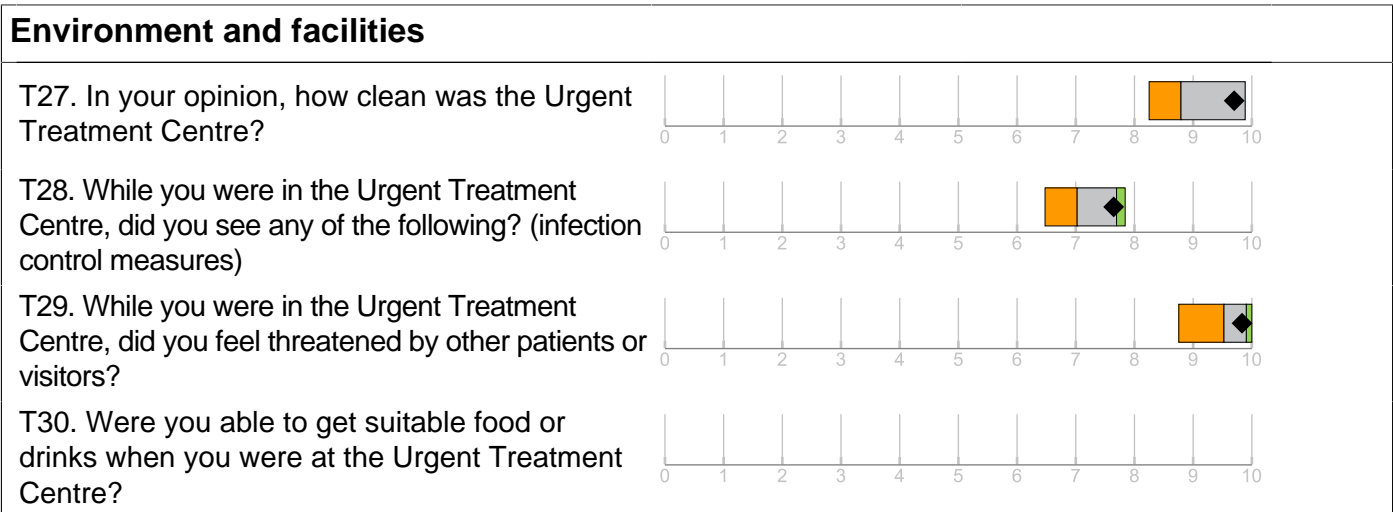 Environment and facilities
T27. In your opinion, how clean was the Urgent
Treatment Centre?
0 1 2 3 4 5 6 7 8 9 10
T28. While you were in the Urgent Treatment
Centre, did you see any of the following? (infection
control measures)
0 1 2 3 4 5 6 7 8 9 10
T29. While you were in the Urgent Treatment
Centre, did you feel threatened by other patients or
visitors?
0 1 2 3 4 5 6 7 8 9 10
T30. Were you able to get suitable food or
drinks when you were at the Urgent Treatment
Centre?
0 1 2 3 4 5 6 7 8 9 10